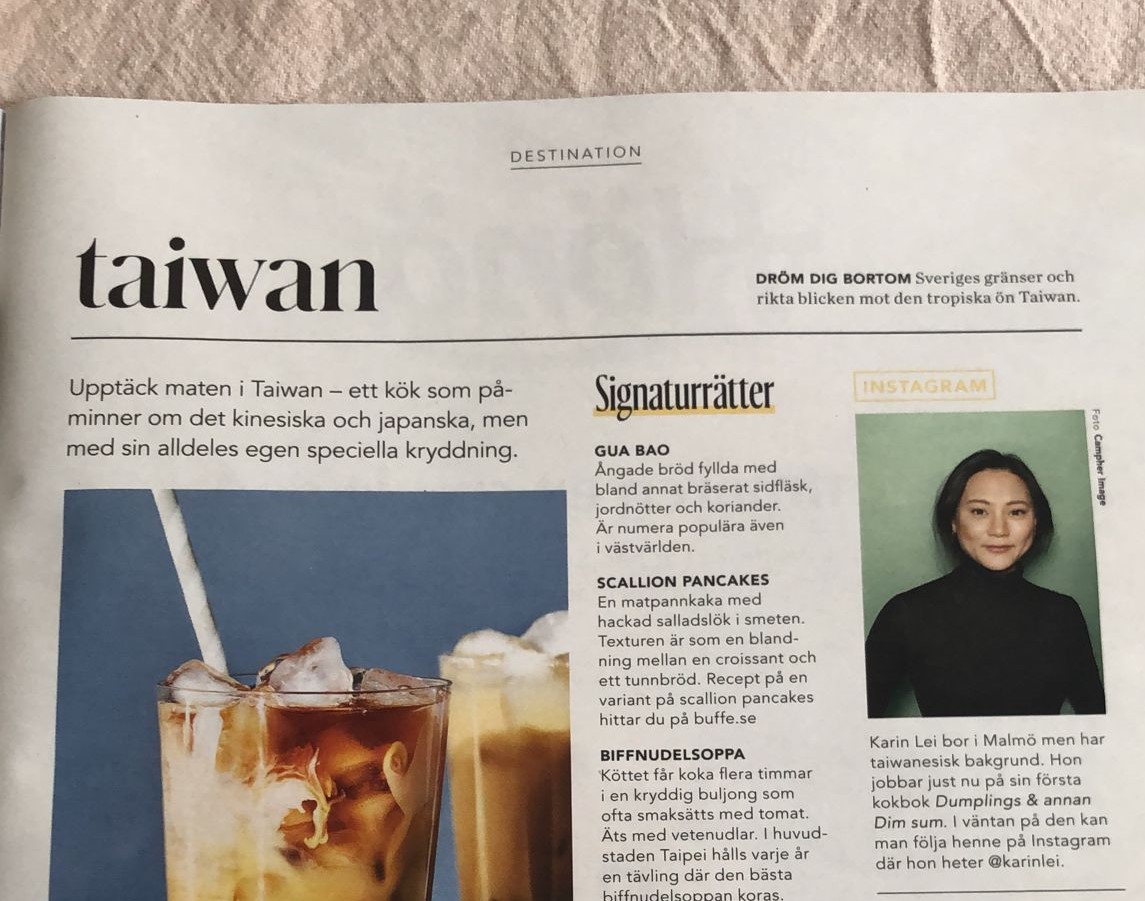 DESTINATION
taiwan
DRÖM DIG BORTOM Sveriges gränser och
rikta blicken mot den tropiska ön Taiwan.
Upptäck maten i Taiwan – ett kök som på-
minner om det kinesiska och japanska, men
med sin alldeles egen speciella kryddning.
Signaturrätter
GUA BAO
Ångade bröd fyllda med
bland annat bräserat sidfläsk,
jordnötter och koriander.
Är numera populära även
i västvärlden.
SCALLION PANCAKES
En matpannkaka med
hackad salladslök i smeten.
Texturen är som en bland-
ning mellan en croissant och
ett tunnbröd. Recept på en
variant på scallion pancakes
hittar du på buffe.se
BIFFNUDELSOPPA
Köttet får koka flera timmar
i en kryddig buljong som
ofta smaksätts med tomat.
Äts med vetenudlar. I huvud-
staden Taipei hålls varje år
en tävling där den bästa
biffnudelsoppan koras.
INSTAGRAM
Foto Campher Image
Karin Lei bor i Malmö men har
taiwanesisk bakgrund. Hon
jobbar just nu på sin första
kokbok Dumplings & annan
Dim sum. I väntan på den kan
man följa henne på Instagram
där hon heter @karinlei.